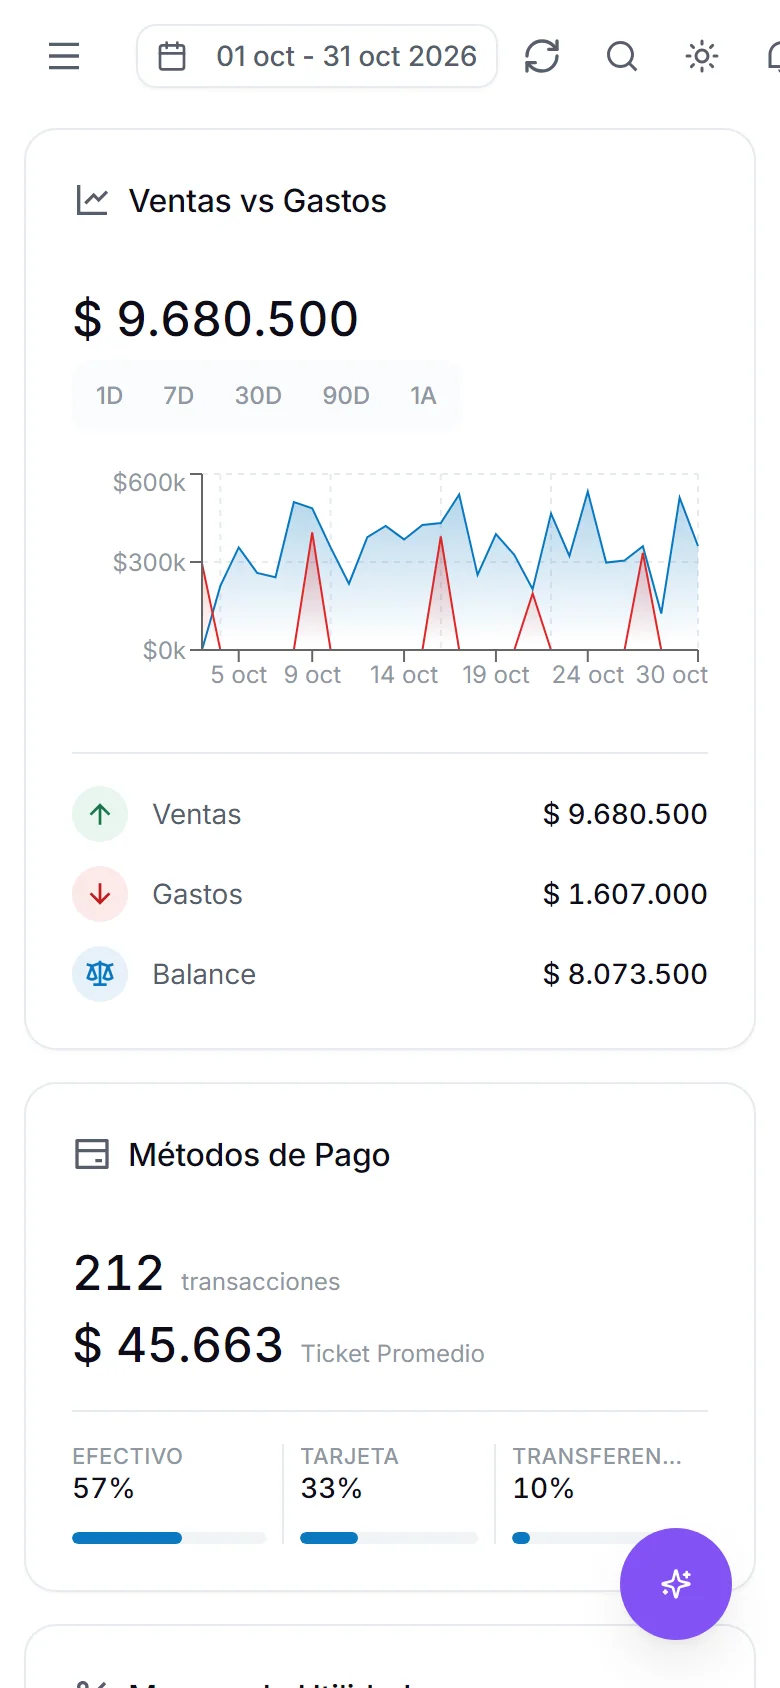 01 oct - 31 oct 2026
Ventas vs Gastos
$ 9.680.500
1D 7D 30D 90D 1A
$600k
$300k
$0k
5 oct 9 oct 14 oct 19 oct 24 oct 30 oct
Ventas $ 9.680.500
Gastos $ 1.607.000
Balance $ 8.073.500
Métodos de Pago
212 transacciones
$ 45.663 Ticket Promedio
EFECTIVO TARJETA TRANSFEREN...
57% 33% 10%